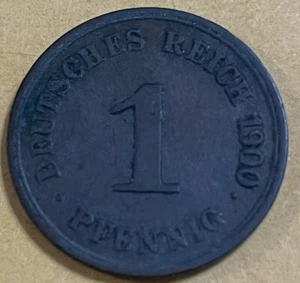 DEUTSCHES REICH 1900
1
· PFENNIG ·